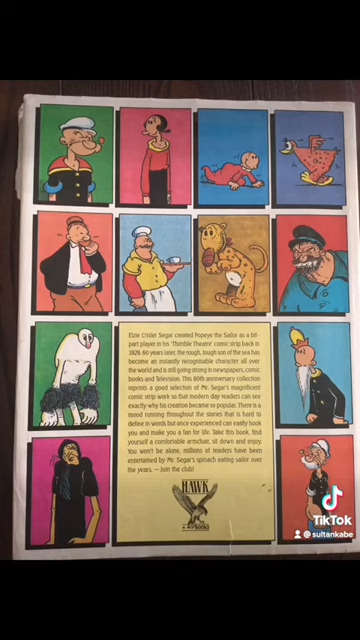 Elzie Crisler Segar created Popeye the Sailor as a bit-
part player in his 'Thimble Theatre' comic strip back in
1929. 60 years later, the rough, tough son of the sea has
become an instantly recognisable character all over
the world and is still going strong in newspapers, comic
books and Television. This 60th anniversary collection
reprints a good selection of Mr. Segar's magnificent
comic strip work so that modern day readers can see
exactly why his creation became so popular. There is a
mood running throughout the stories that is hard to
define in words but once experienced can easily hook
you and make you a fan for life. Take this book, find
yourself a comfortable armchair, sit down and enjoy
You won't be alone, millions of readers have been
entertained by Mr. Segar's spinach eating sailor over
the years. — Join the club!
HAWK
BOOKS
TikTok
@ sultankabe